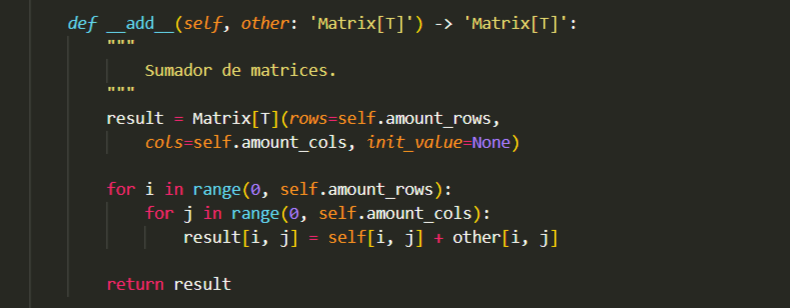 def __add__(self, other: 'Matrix[T]') -> 'Matrix[T]':
    """
        Sumador de matrices.
    """
    result = Matrix[T](rows=self.amount_rows,
        cols=self.amount_cols, init_value=None)

    for i in range(0, self.amount_rows):
        for j in range(0, self.amount_cols):
            result[i, j] = self[i, j] + other[i, j]

    return result